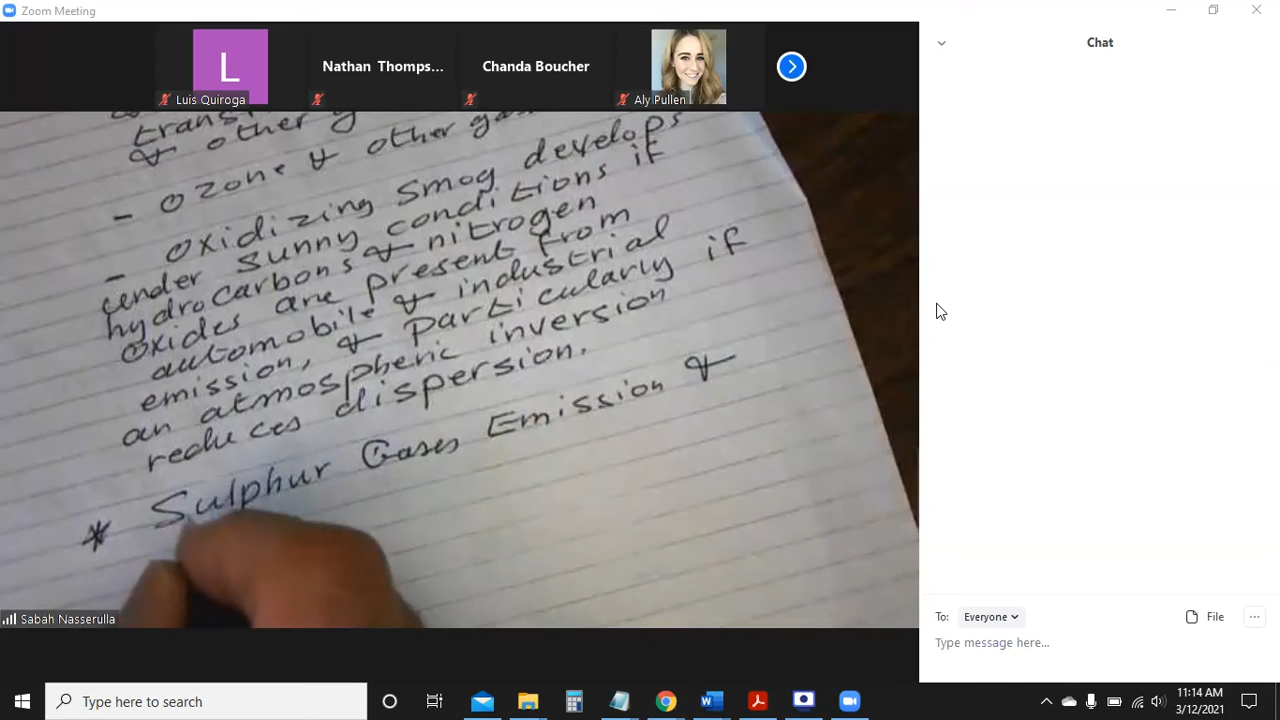 Zoom Meeting
Chat
L
Nathan Thomps...
Chanda Boucher
Luis Quiroga
Aly Pullen
& other
- Ozone & other
- Oxidizing Smog develops
under sunny conditions if
hydrocarbons & nitrogen
Oxides are present from
automobile & industrial
emission, & particularly if
an atmospheric inversion
reduces dispersion.
* Sulphur Gases Emission &
Sabah Nasserulla
To: Everyone
File
Type message here...
Type here to search
11:14 AM
3/12/2021